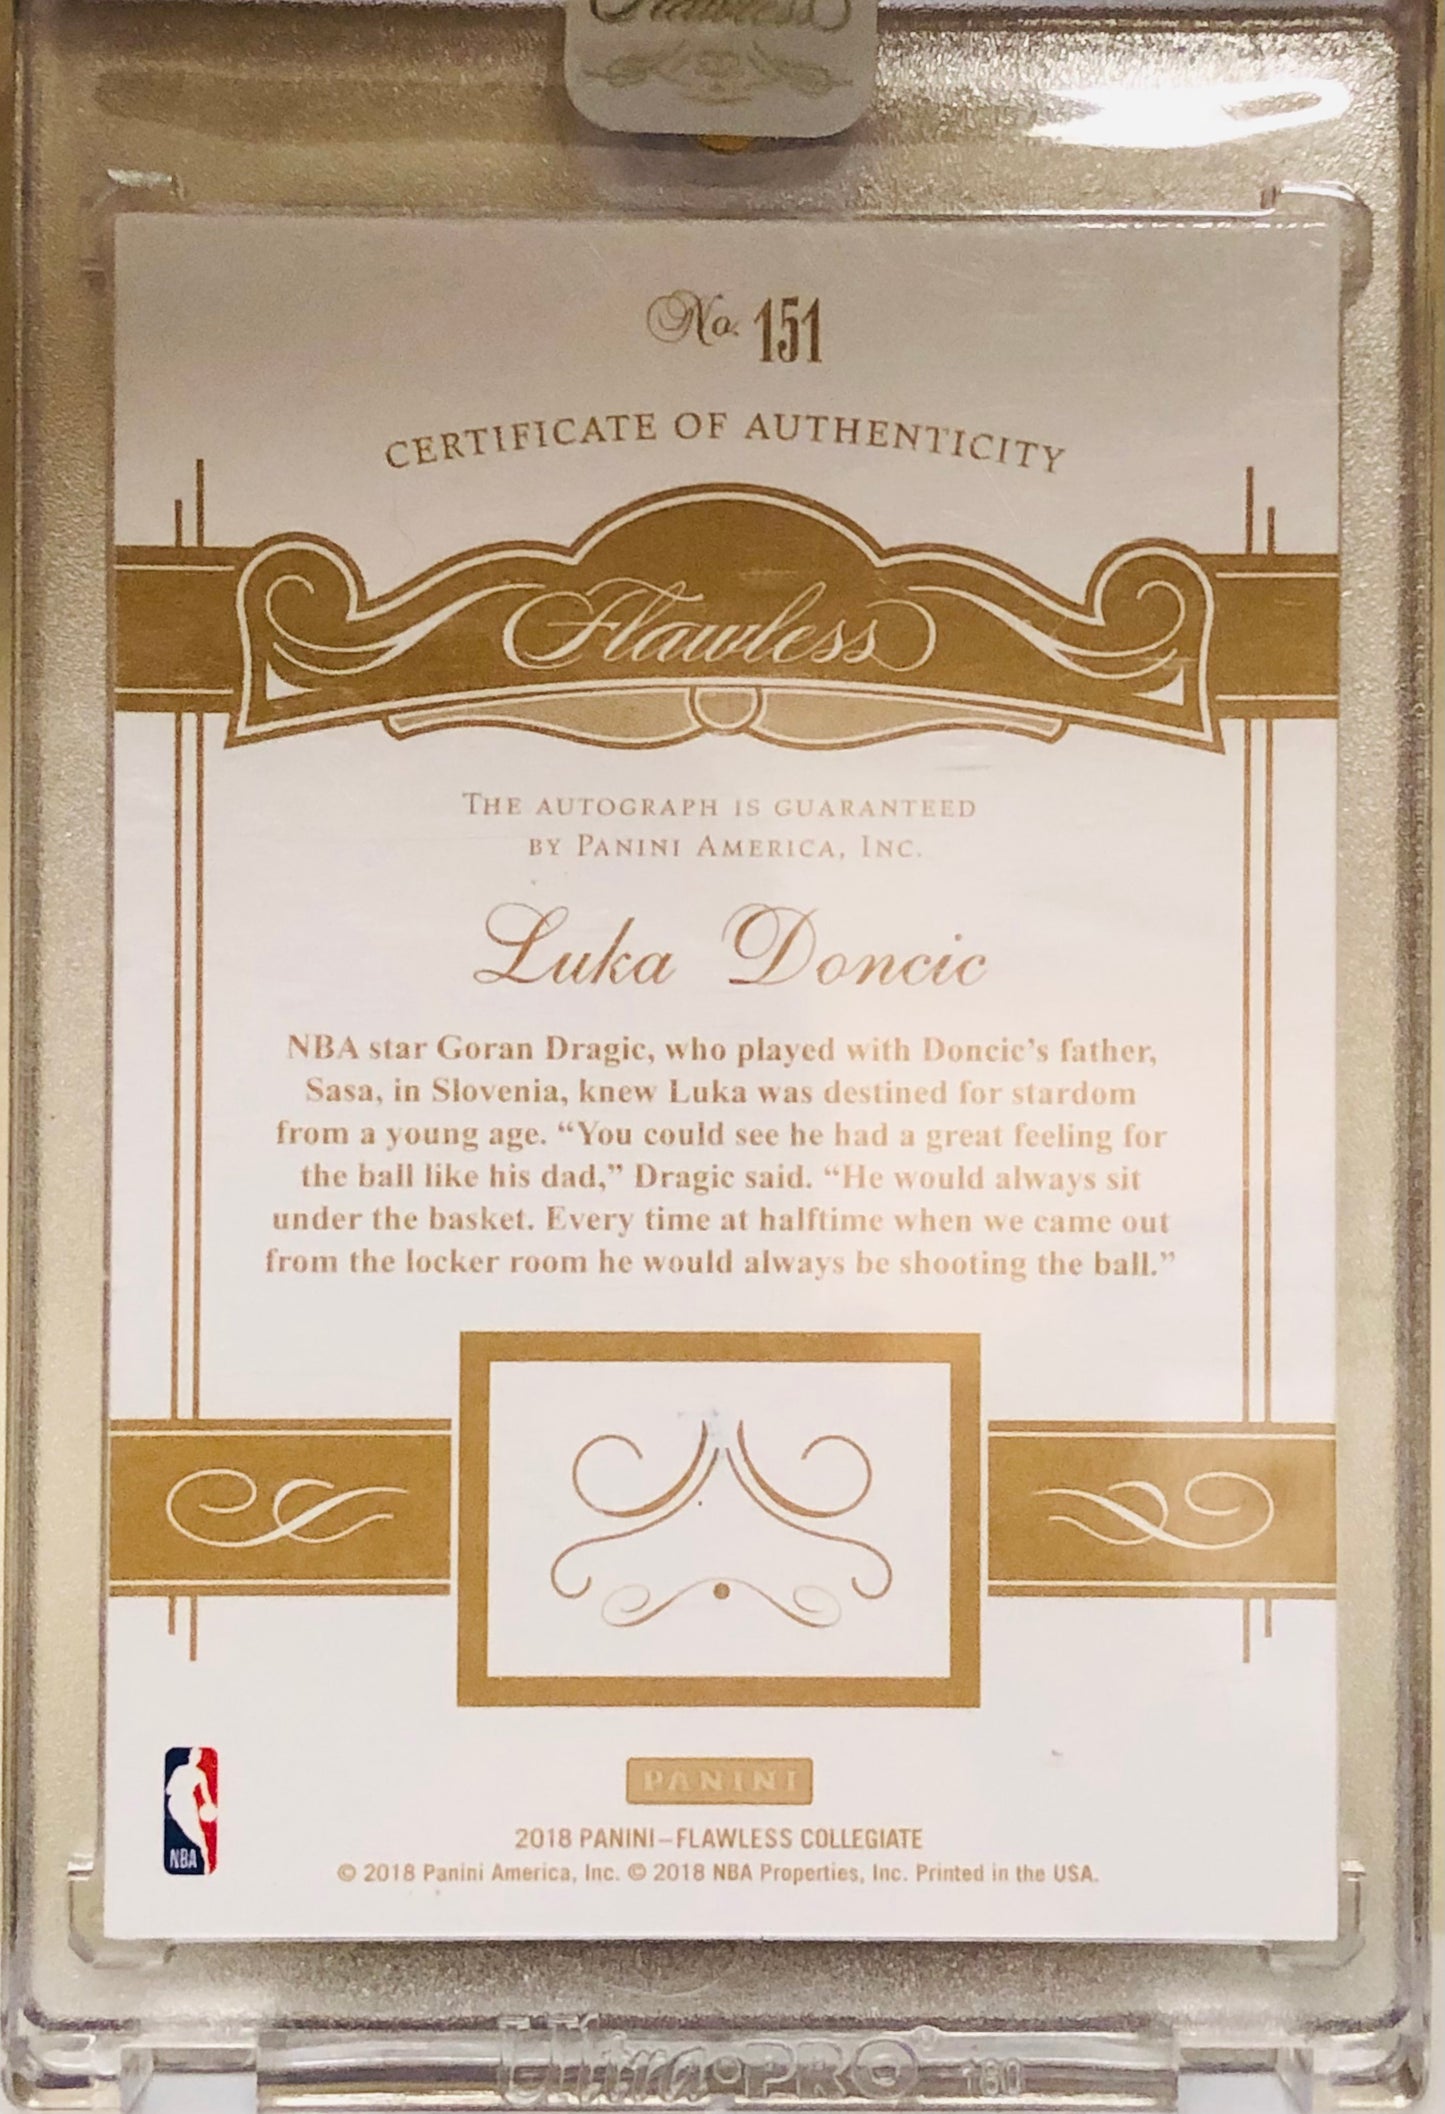 Flawless
No. 151
CERTIFICATE OF AUTHENTICITY
Flawless
THE AUTOGRAPH IS GUARANTEED
BY PANINI AMERICA, INC.
Luka Doncic
NBA star Goran Dragic, who played with Doncic's father,
Sasa, in Slovenia, knew Luka was destined for stardom
from a young age. “You could see he had a great feeling for
the ball like his dad,” Dragic said. “He would always sit
under the basket. Every time at halftime when we came out
from the locker room he would always be shooting the ball.”
PANINI
NBA
2018 PANINI–FLAWLESS COLLEGIATE
© 2018 Panini America, Inc. © 2018 NBA Properties, Inc. Printed in the USA.
Ultra•PRO® 180